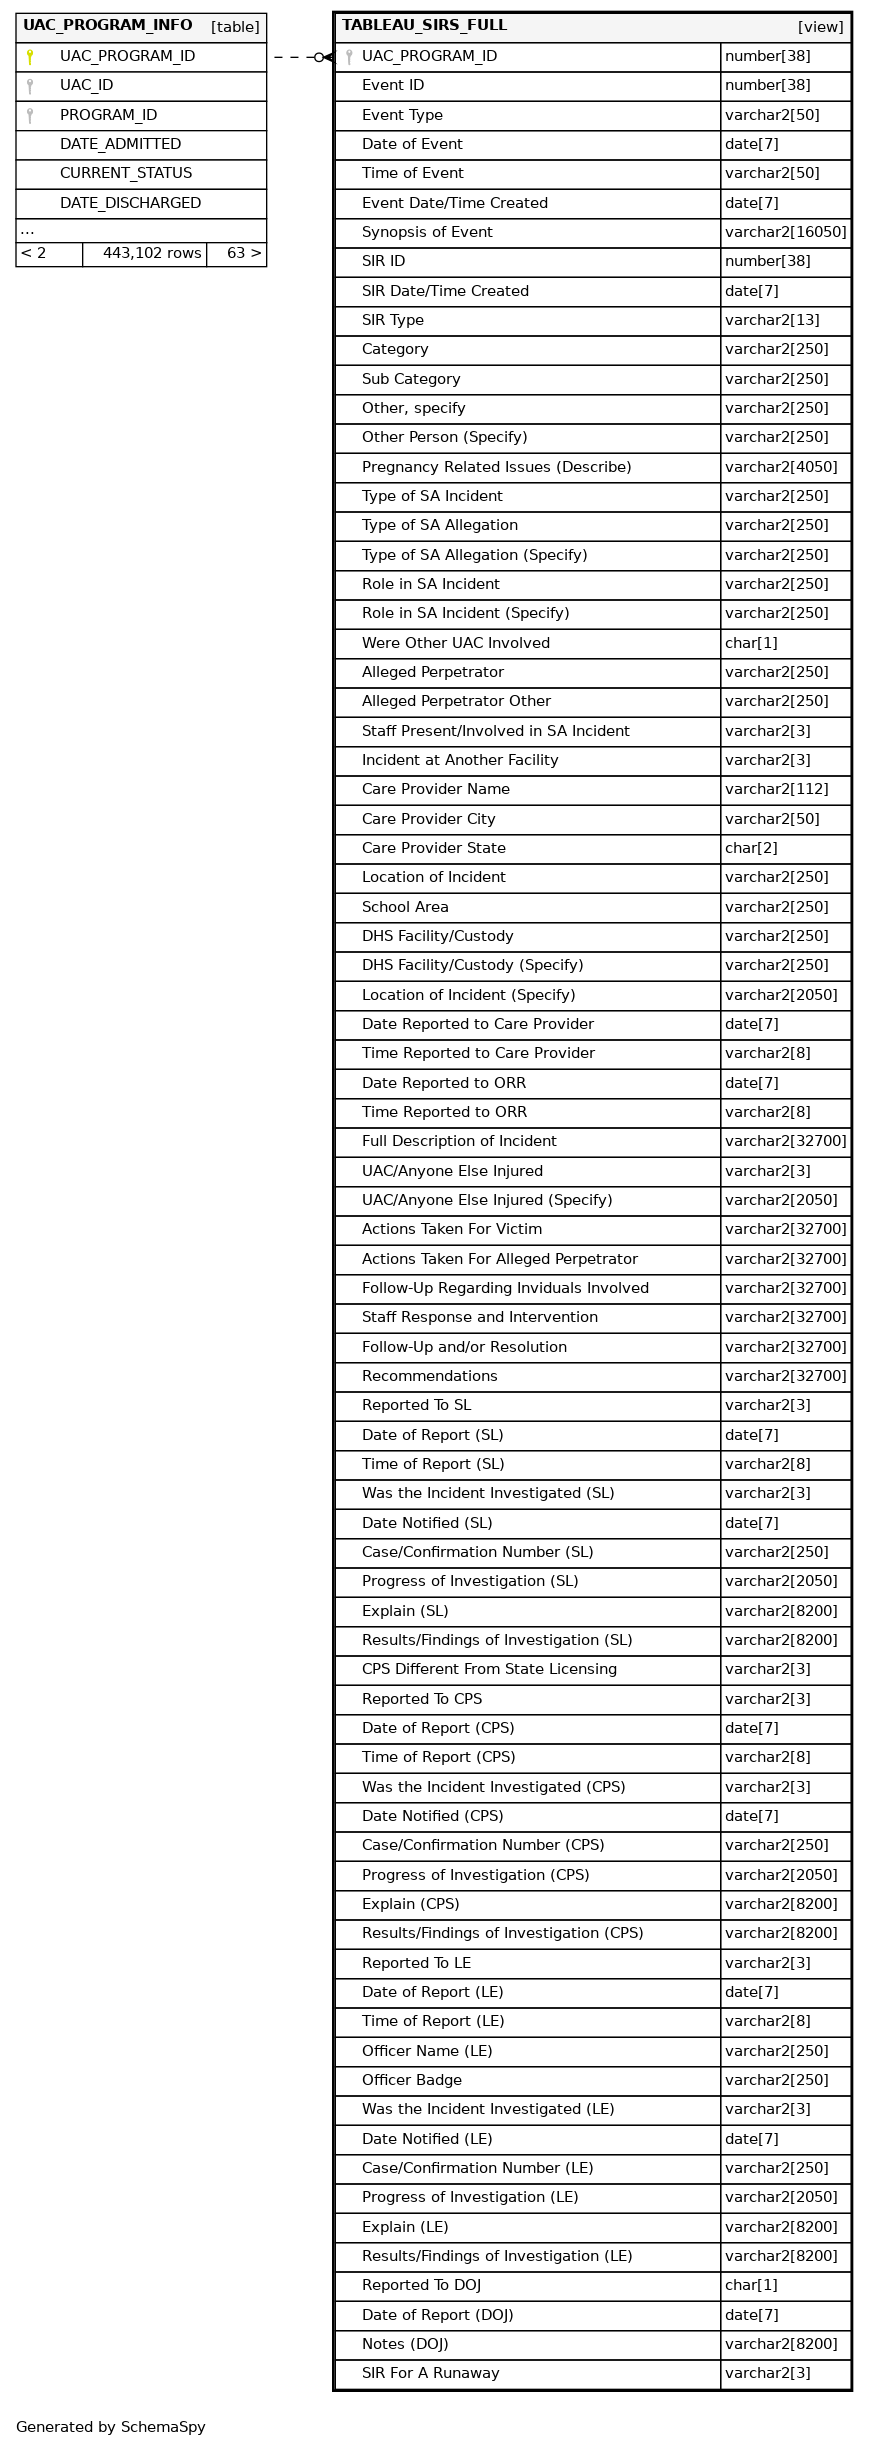 UAC_PROGRAM_INFO [table]
UAC_PROGRAM_ID
UAC_ID
PROGRAM_ID
DATE_ADMITTED
CURRENT_STATUS
DATE_DISCHARGED
...
< 2 443,102 rows 63 >
TABLEAU_SIRS_FULL [view]
UAC_PROGRAM_ID number[38]
Event ID number[38]
Event Type varchar2[50]
Date of Event date[7]
Time of Event varchar2[50]
Event Date/Time Created date[7]
Synopsis of Event varchar2[16050]
SIR ID number[38]
SIR Date/Time Created date[7]
SIR Type varchar2[13]
Category varchar2[250]
Sub Category varchar2[250]
Other, specify varchar2[250]
Other Person (Specify) varchar2[250]
Pregnancy Related Issues (Describe) varchar2[4050]
Type of SA Incident varchar2[250]
Type of SA Allegation varchar2[250]
Type of SA Allegation (Specify) varchar2[250]
Role in SA Incident varchar2[250]
Role in SA Incident (Specify) varchar2[250]
Were Other UAC Involved char[1]
Alleged Perpetrator varchar2[250]
Alleged Perpetrator Other varchar2[250]
Staff Present/Involved in SA Incident varchar2[3]
Incident at Another Facility varchar2[3]
Care Provider Name varchar2[112]
Care Provider City varchar2[50]
Care Provider State char[2]
Location of Incident varchar2[250]
School Area varchar2[250]
DHS Facility/Custody varchar2[250]
DHS Facility/Custody (Specify) varchar2[250]
Location of Incident (Specify) varchar2[2050]
Date Reported to Care Provider date[7]
Time Reported to Care Provider varchar2[8]
Date Reported to ORR date[7]
Time Reported to ORR varchar2[8]
Full Description of Incident varchar2[32700]
UAC/Anyone Else Injured varchar2[3]
UAC/Anyone Else Injured (Specify) varchar2[2050]
Actions Taken For Victim varchar2[32700]
Actions Taken For Alleged Perpetrator varchar2[32700]
Follow-Up Regarding Inviduals Involved varchar2[32700]
Staff Response and Intervention varchar2[32700]
Follow-Up and/or Resolution varchar2[32700]
Recommendations varchar2[32700]
Reported To SL varchar2[3]
Date of Report (SL) date[7]
Time of Report (SL) varchar2[8]
Was the Incident Investigated (SL) varchar2[3]
Date Notified (SL) date[7]
Case/Confirmation Number (SL) varchar2[250]
Progress of Investigation (SL) varchar2[2050]
Explain (SL) varchar2[8200]
Results/Findings of Investigation (SL) varchar2[8200]
CPS Different From State Licensing varchar2[3]
Reported To CPS varchar2[3]
Date of Report (CPS) date[7]
Time of Report (CPS) varchar2[8]
Was the Incident Investigated (CPS) varchar2[3]
Date Notified (CPS) date[7]
Case/Confirmation Number (CPS) varchar2[250]
Progress of Investigation (CPS) varchar2[2050]
Explain (CPS) varchar2[8200]
Results/Findings of Investigation (CPS) varchar2[8200]
Reported To LE varchar2[3]
Date of Report (LE) date[7]
Time of Report (LE) varchar2[8]
Officer Name (LE) varchar2[250]
Officer Badge varchar2[250]
Was the Incident Investigated (LE) varchar2[3]
Date Notified (LE) date[7]
Case/Confirmation Number (LE) varchar2[250]
Progress of Investigation (LE) varchar2[2050]
Explain (LE) varchar2[8200]
Results/Findings of Investigation (LE) varchar2[8200]
Reported To DOJ char[1]
Date of Report (DOJ) date[7]
Notes (DOJ) varchar2[8200]
SIR For A Runaway varchar2[3]
Generated by SchemaSpy